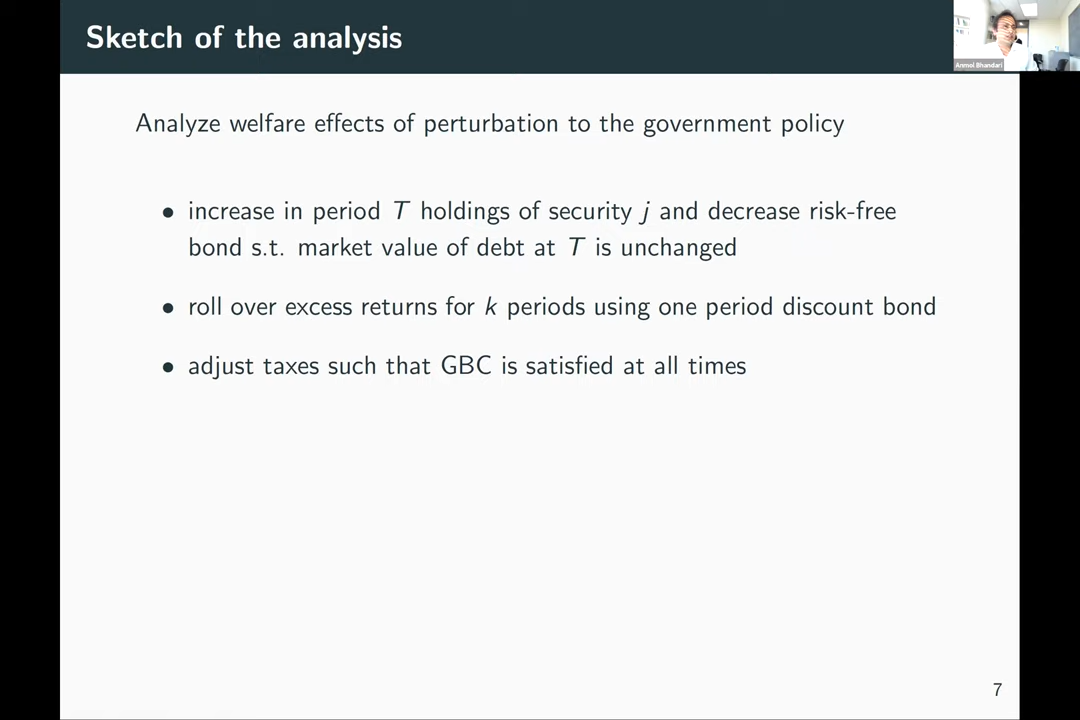 Sketch of the analysis
Anmol Bhandari
Analyze welfare effects of perturbation to the government policy
• increase in period T holdings of security j and decrease risk-free
bond s.t. market value of debt at T is unchanged
• roll over excess returns for k periods using one period discount bond
• adjust taxes such that GBC is satisfied at all times
7